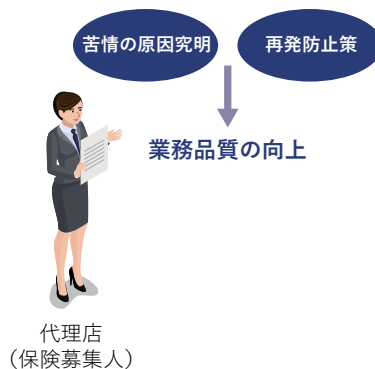 苦情の原因究明
再発防止策
業務品質の向上
代理店
（保険募集人）